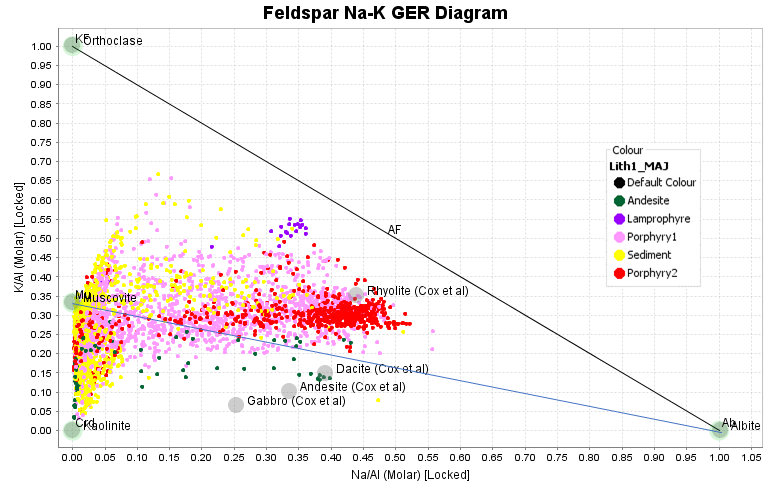 Feldspar Na-K GER Diagram
K/Al (Molar) [Locked]
1.00
0.95
0.90
0.85
0.80
0.75
0.70
0.65
0.60
0.55
0.50
0.45
0.40
0.35
0.30
0.25
0.20
0.15
0.10
0.05
0.00
Orthoclase
AF
Rhyolite (Cox et al)
Muscovite
Dacite (Cox et al)
Andesite (Cox et al)
Gabbro (Cox et al)
Kaolinite
Ab
Albite
Colour
Lith1_MAJ
Default Colour
Andesite
Lamprophyre
Porphyry1
Sediment
Porphyry2
0.00 0.05 0.10 0.15 0.20 0.25 0.30 0.35 0.40 0.45 0.50 0.55 0.60 0.65 0.70 0.75 0.80 0.85 0.90 0.95 1.00 1.05
Na/Al (Molar) [Locked]